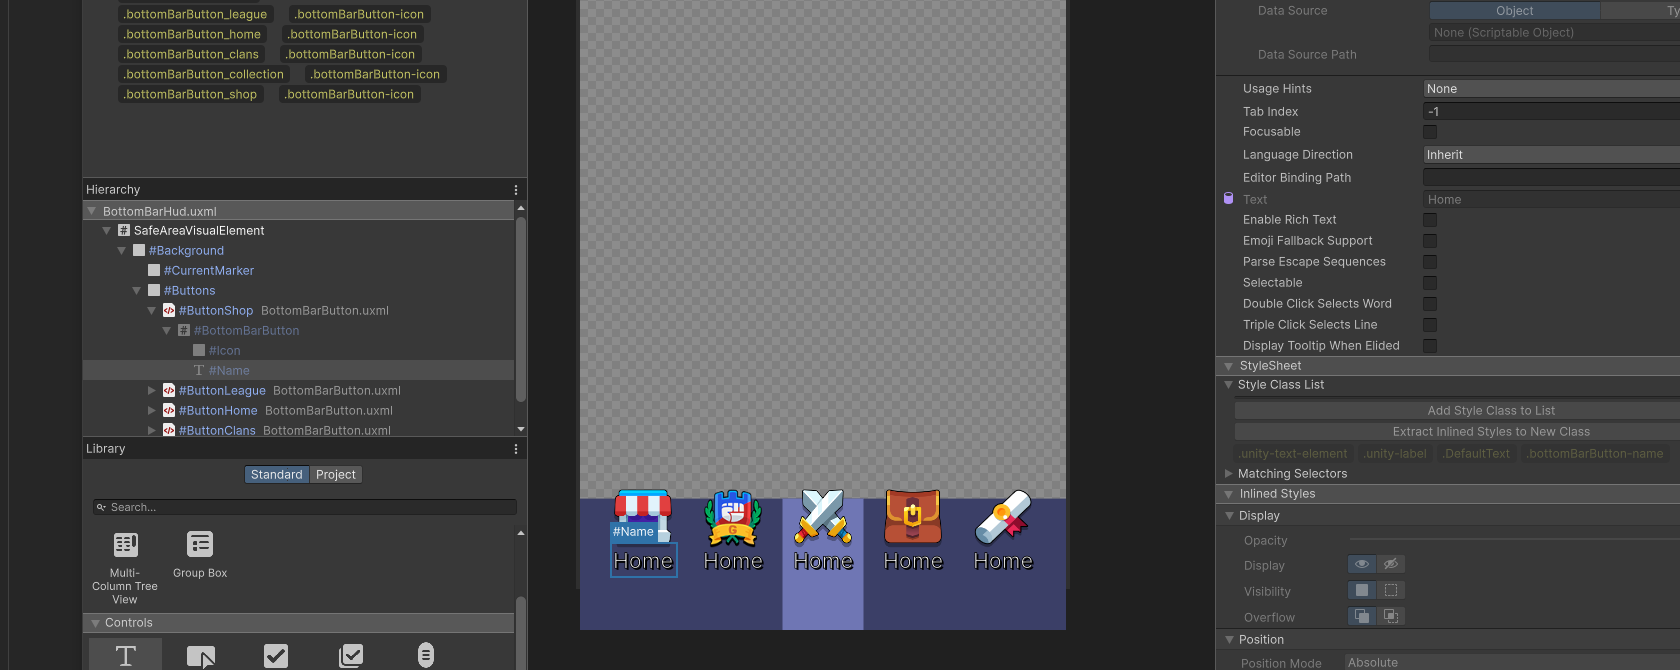 .bottomBarButton_league .bottomBarButton-icon
.bottomBarButton_home .bottomBarButton-icon
.bottomBarButton_clans .bottomBarButton-icon
.bottomBarButton_collection .bottomBarButton-icon
.bottomBarButton_shop .bottomBarButton-icon
Hierarchy
BottomBarHud.uxml
# SafeAreaVisualElement
#Background
#CurrentMarker
#Buttons
#ButtonShop BottomBarButton.uxml
# #BottomBarButton
#Icon
#Name
#ButtonLeague BottomBarButton.uxml
#ButtonHome BottomBarButton.uxml
#ButtonClans BottomBarButton.uxml
Library
Standard Project
Search...
Multi-
Column Tree
View
Group Box
Controls
G
#Name
Home Home Home Home Home
Data Source Object Ty
None (Scriptable Object)
Data Source Path
Usage Hints None
Tab Index -1
Focusable
Language Direction Inherit
Editor Binding Path
Text Home
Enable Rich Text
Emoji Fallback Support
Parse Escape Sequences
Selectable
Double Click Selects Word
Triple Click Selects Line
Display Tooltip When Elided
StyleSheet
Style Class List
Add Style Class to List
Extract Inlined Styles to New Class
.unity-text-element .unity-label .DefaultText .bottomBarButton-name
Matching Selectors
Inlined Styles
Display
Opacity
Display
Visibility
Overflow
Position
Position Mode Absolute